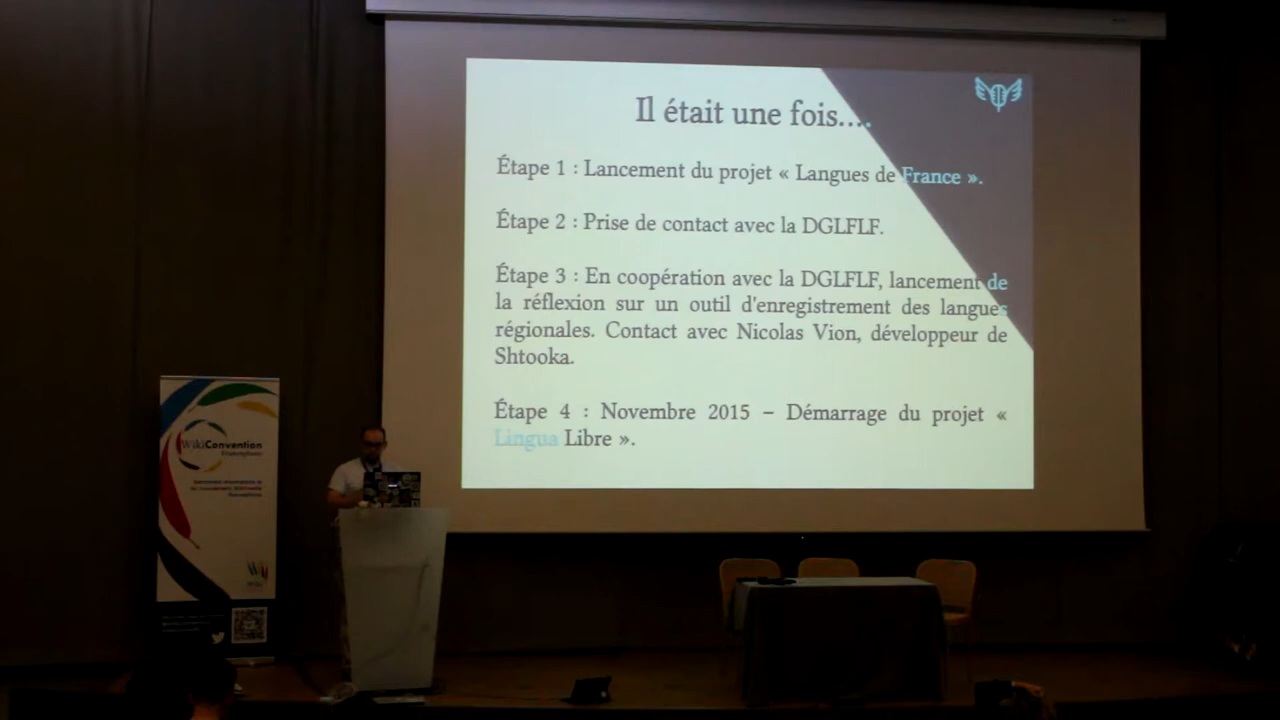 Il était une fois....
Étape 1 : Lancement du projet « Langues de France ».
Étape 2 : Prise de contact avec la DGLFLF.
Étape 3 : En coopération avec la DGLFLF, lancement de
la réflexion sur un outil d'enregistrement des langues
régionales. Contact avec Nicolas Vion, développeur de
Shtooka.
Étape 4 : Novembre 2015 – Démarrage du projet «
Lingua Libre ».
WikiConvention
francophone